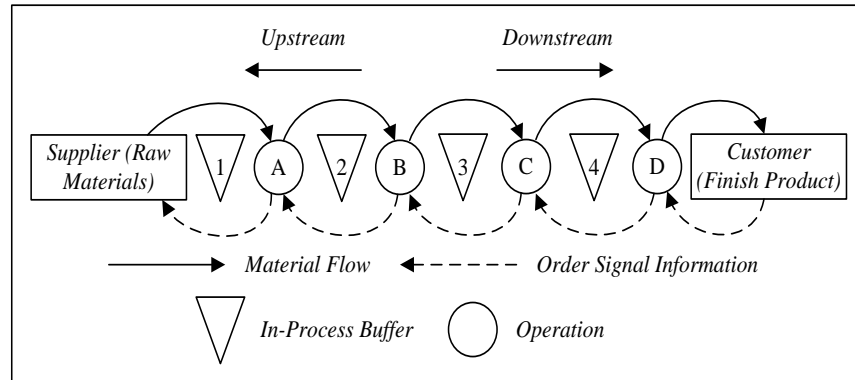 Upstream
Downstream
Supplier (Raw
Materials)
1
A
2
B
3
C
4
D
Customer
(Finish Product)
Material Flow
Order Signal Information
In-Process Buffer
Operation